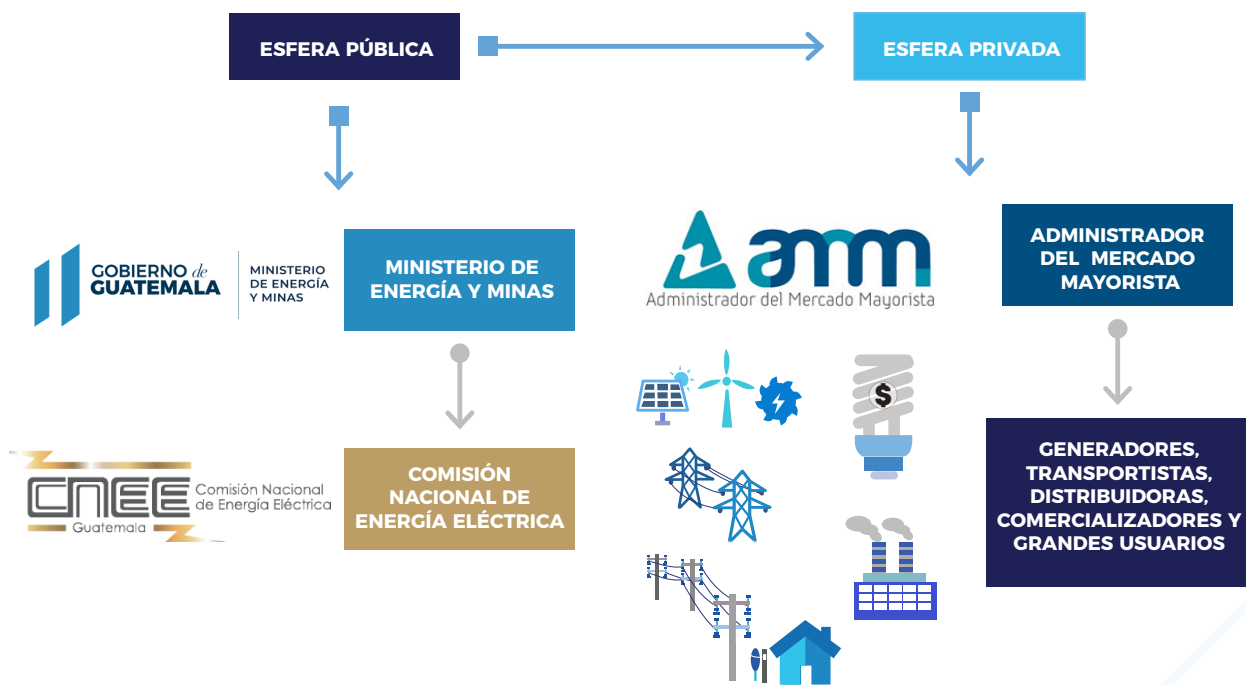 ESFERA PÚBLICA
ESFERA PRIVADA
GOBIERNO de
GUATEMALA
MINISTERIO
DE ENERGÍA
Y MINAS
MINISTERIO DE
ENERGÍA Y MINAS
amm
Administrador del Mercado Mayorista
ADMINISTRADOR
DEL MERCADO
MAYORISTA
$
CNEE
Guatemala
Comisión Nacional
de Energía Eléctrica
COMISIÓN
NACIONAL DE
ENERGÍA ELÉCTRICA
GENERADORES,
TRANSPORTISTAS,
DISTRIBUIDORAS,
COMERCIALIZADORES Y
GRANDES USUARIOS